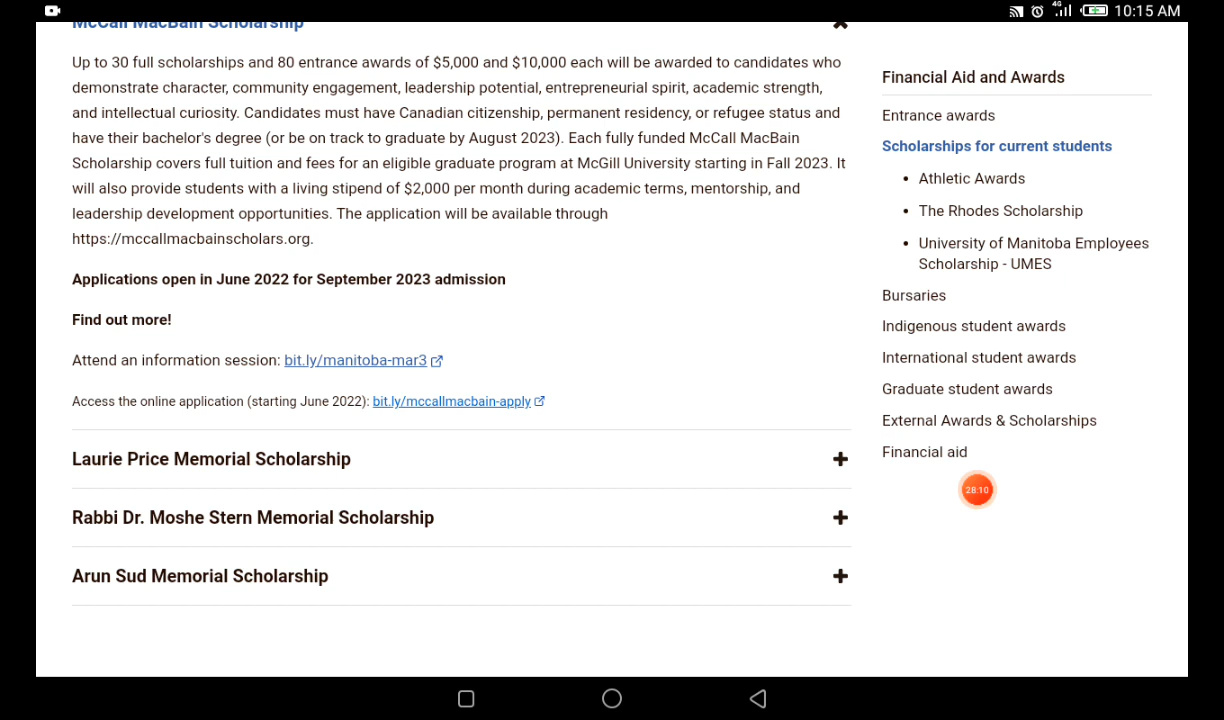 4G 10:15 AM
McCall MacBain Scholarship
Up to 30 full scholarships and 80 entrance awards of $5,000 and $10,000 each will be awarded to candidates who
demonstrate character, community engagement, leadership potential, entrepreneurial spirit, academic strength,
and intellectual curiosity. Candidates must have Canadian citizenship, permanent residency, or refugee status and
have their bachelor's degree (or be on track to graduate by August 2023). Each fully funded McCall MacBain
Scholarship covers full tuition and fees for an eligible graduate program at McGill University starting in Fall 2023. It
will also provide students with a living stipend of $2,000 per month during academic terms, mentorship, and
leadership development opportunities. The application will be available through
https://mccallmacbainscholars.org.
Applications open in June 2022 for September 2023 admission
Find out more!
Attend an information session: bit.ly/manitoba-mar3
Access the online application (starting June 2022): bit.ly/mccallmacbain-apply
Laurie Price Memorial Scholarship
Rabbi Dr. Moshe Stern Memorial Scholarship
Arun Sud Memorial Scholarship
Financial Aid and Awards
Entrance awards
Scholarships for current students
• Athletic Awards
• The Rhodes Scholarship
• University of Manitoba Employees
Scholarship - UMES
Bursaries
Indigenous student awards
International student awards
Graduate student awards
External Awards & Scholarships
Financial aid
28:10